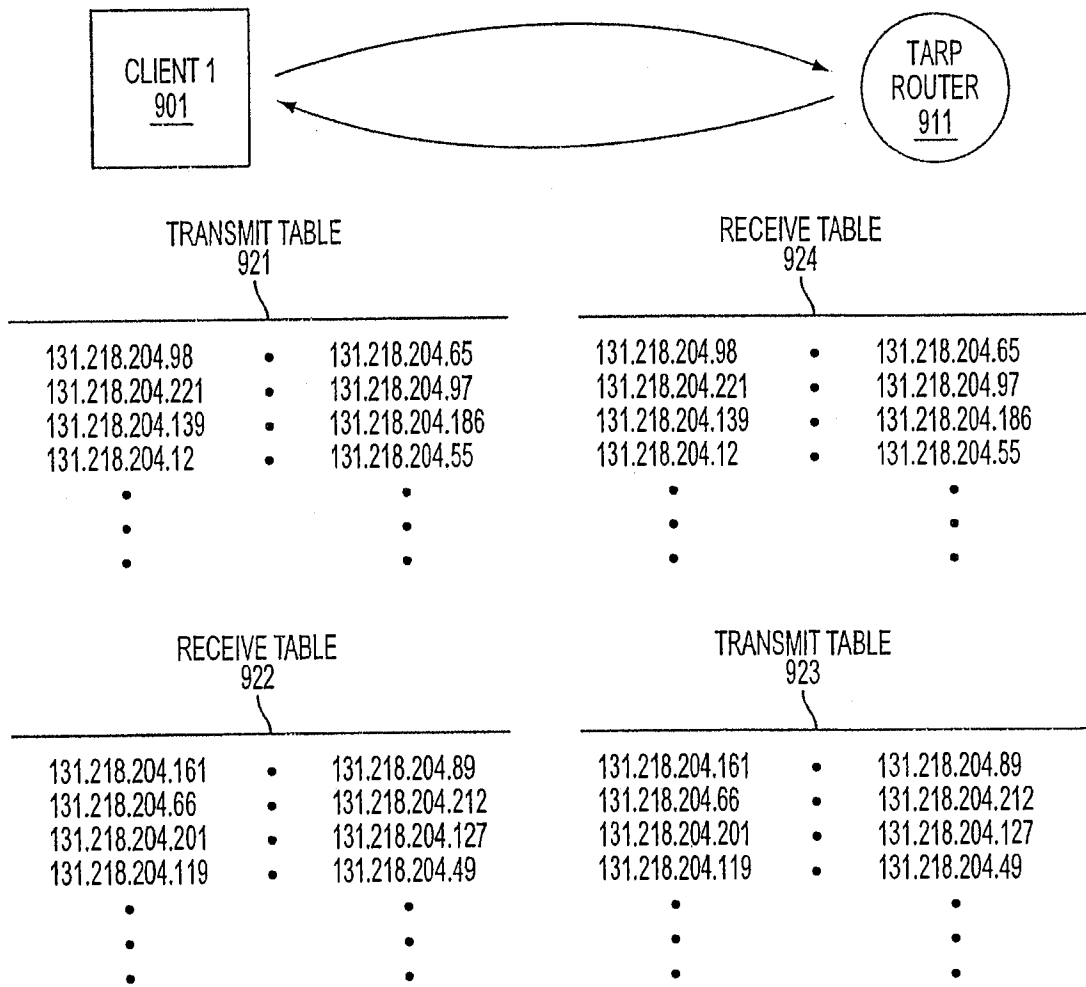 CLIENT 1
901
TARP
ROUTER
911
TRANSMIT TABLE
921
131.218.204.98 • 131.218.204.65
131.218.204.221 • 131.218.204.97
131.218.204.139 • 131.218.204.186
131.218.204.12 • 131.218.204.55
RECEIVE TABLE
924
131.218.204.98 • 131.218.204.65
131.218.204.221 • 131.218.204.97
131.218.204.139 • 131.218.204.186
131.218.204.12 • 131.218.204.55
RECEIVE TABLE
922
131.218.204.161 • 131.218.204.89
131.218.204.66 • 131.218.204.212
131.218.204.201 • 131.218.204.127
131.218.204.119 • 131.218.204.49
TRANSMIT TABLE
923
131.218.204.161 • 131.218.204.89
131.218.204.66 • 131.218.204.212
131.218.204.201 • 131.218.204.127
131.218.204.119 • 131.218.204.49